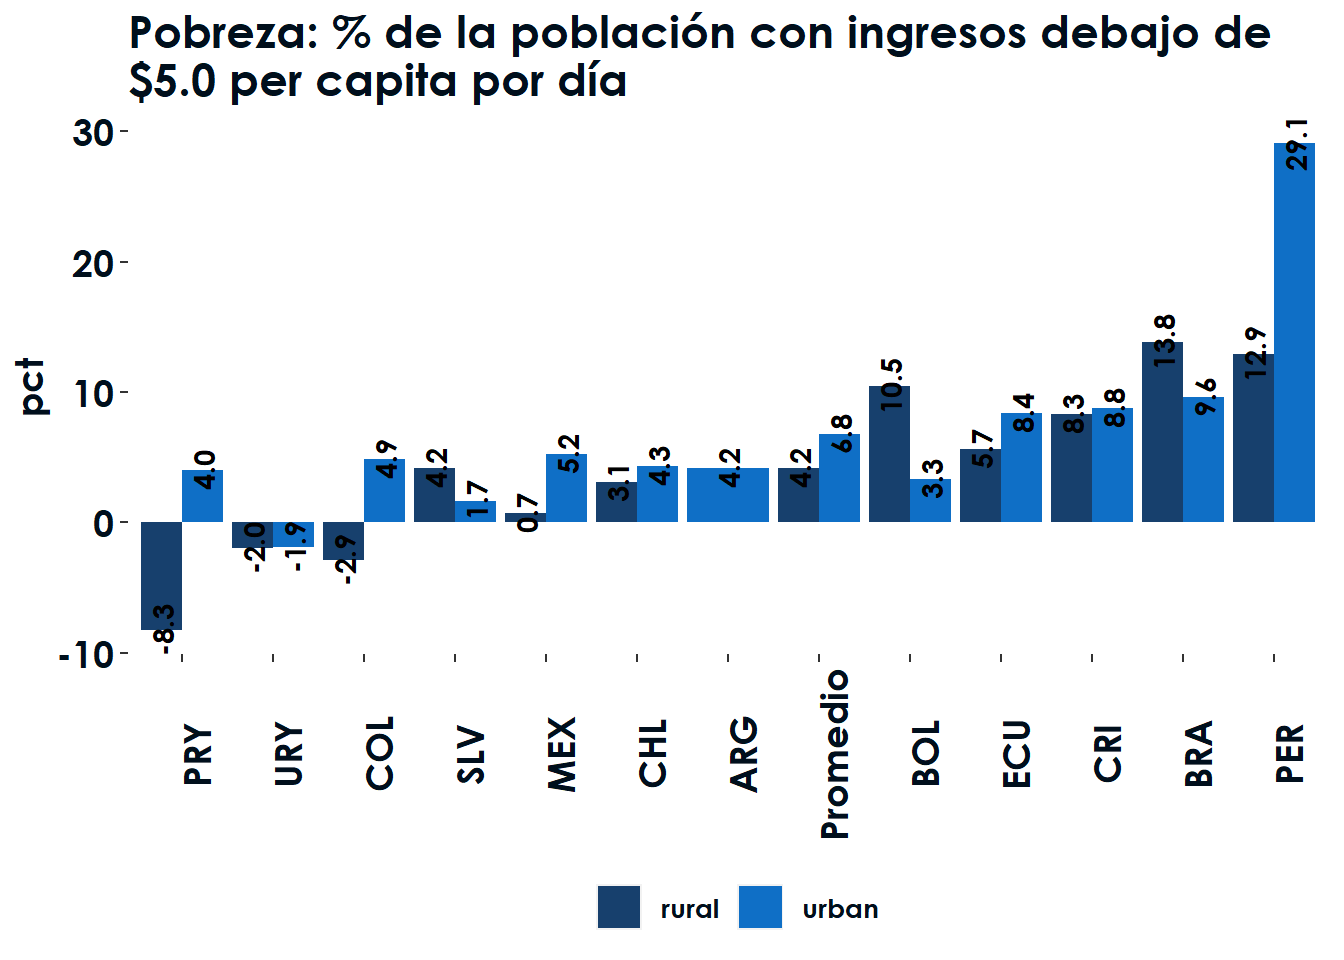 Pobreza: % de la población con ingresos debajo de
$5.0 per capita por día
pct
30
20
10
0
-10
-8.3
4.0
-2.0
-1.9
-2.9
4.9
4.2
1.7
0.7
5.2
3.1
4.3
4.2
4.2
6.8
10.5
3.3
5.7
8.4
8.3
8.8
13.8
9.6
12.9
29.1
PRY
URY
COL
SLV
MEX
CHL
ARG
Promedio
BOL
ECU
CRI
BRA
PER
rural
urban